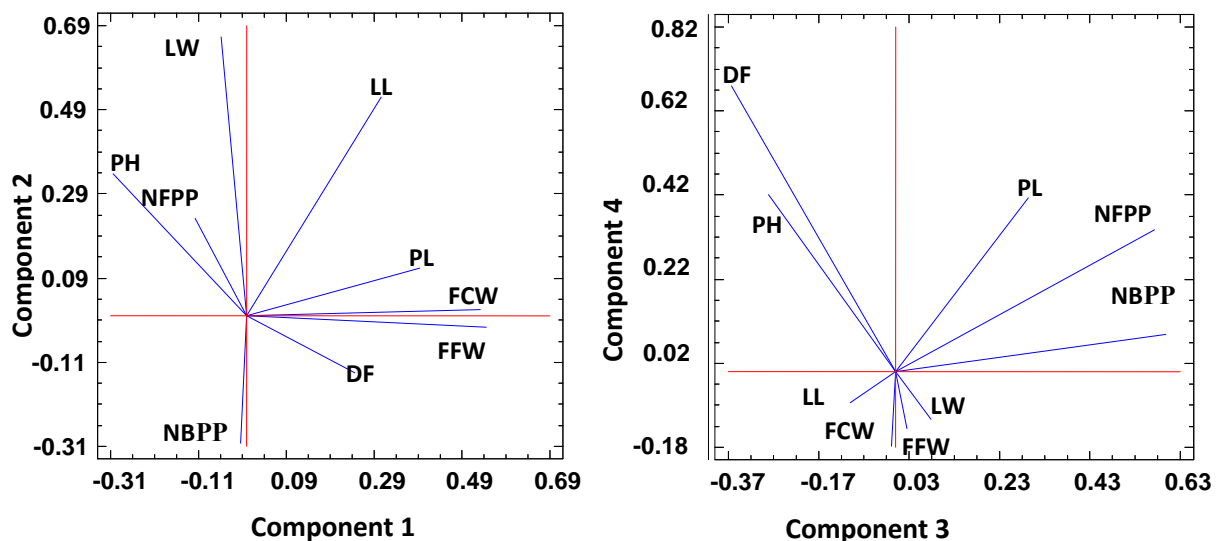 0.69
LW
LL
0.49
PH
NFPP
0.29
PL
0.09
FCW
FFW
-0.11
DF
NBPP
-0.31
-0.31 -0.11 0.09 0.29 0.49 0.69
Component 1
Component 2
0.82
DF
0.62
0.42
PL
NFPP
PH
0.22
NBPP
0.02
LL
LW
FCW
FFW
-0.18
-0.37 -0.17 0.03 0.23 0.43 0.63
Component 3
Component 4